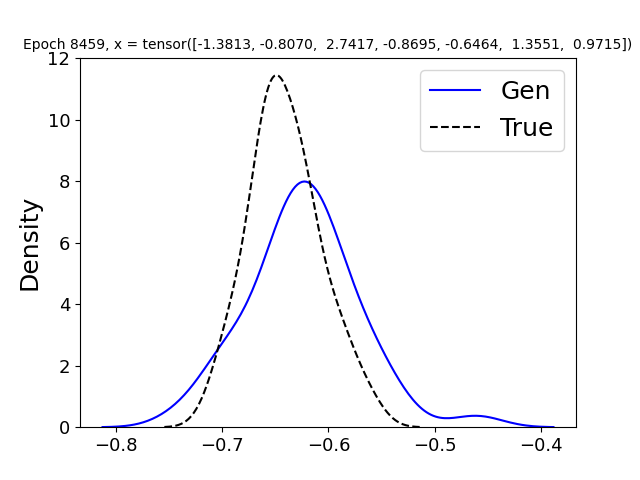 Epoch 8459, x = tensor([-1.3813, -0.8070,  2.7417, -0.8695, -0.6464,  1.3551,  0.9715])
12
10
8
6
4
2
0
Density
Gen
True
−0.8 −0.7 −0.6 −0.5 −0.4